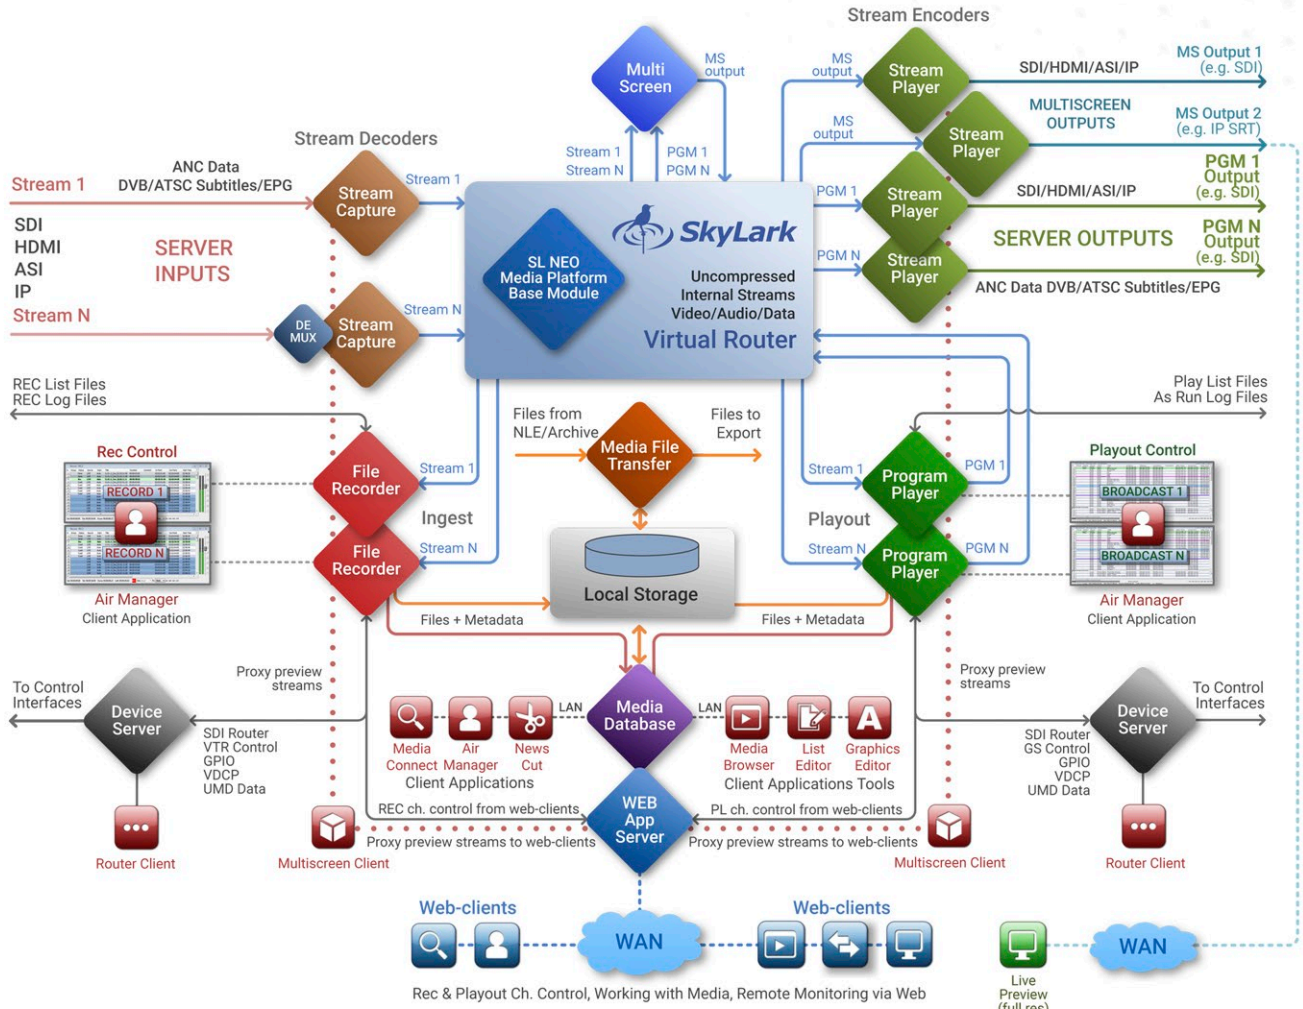 Stream Encoders
Multi
Screen
MS
output
MS
output
Stream
Player
SDI/HDMI/ASI/IP
MS Output 1
(e.g. SDI)
MS
output
Stream
Player
MULTISCREEN
OUTPUTS
MS Output 2
(e.g. IP SRT)
Stream Decoders
Stream 1
Stream N
PGM 1
PGM N
Stream 1
ANC Data
DVB/ATSC Subtitles/EPG
Stream
Capture
Stream 1
PGM 1
Stream
Player
SDI/HDMI/ASI/IP
PGM 1
Output
(e.g. SDI)
SDI
HDMI
ASI
IP
SERVER
INPUTS
SkyLark
SL NEO
Media Platform
Base Module
Uncompressed
Internal Streams
Video/Audio/Data
Virtual Router
PGM N
Stream
Player
SERVER OUTPUTS
PGM N
Output
(e.g. SDI)
ANC Data DVB/ATSC Subtitles/EPG
Stream N
DE
MUX
Stream
Capture
Stream N
REC List Files
REC Log Files
Play List Files
As Run Log Files
Files from
NLE/Archive
Media File
Transfer
Files to
Export
Rec Control
RECORD 1
RECORD N
Air Manager
Client Application
File
Recorder
Stream 1
Ingest
File
Recorder
Stream N
Stream 1
Program
Player
PGM 1
Playout
Stream N
Program
Player
PGM N
Playout Control
BROADCAST 1
BROADCAST N
Air Manager
Client Application
Local Storage
Files + Metadata
Files + Metadata
Proxy preview
streams
Proxy preview
streams
To Control
Interfaces
Device
Server
SDI Router
VTR Control
GPIO
VDCP
UMD Data
LAN
Media
Database
LAN
Media
Connect
Air
Manager
News
Cut
Client Applications
Media
Browser
List
Editor
A
Graphics
Editor
Client Applications Tools
SDI Router
GS Control
GPIO
VDCP
UMD Data
Device
Server
To Control
Interfaces
REC ch. control from web-clients
WEB
App
Server
PL ch. control from web-clients
Proxy preview streams to web-clients
Proxy preview streams to web-clients
Router Client
Multiscreen Client
Multiscreen Client
Router Client
Web-clients
WAN
Web-clients
WAN
Rec & Playout Ch. Control, Working with Media, Remote Monitoring via Web
Live
Preview
(full res)